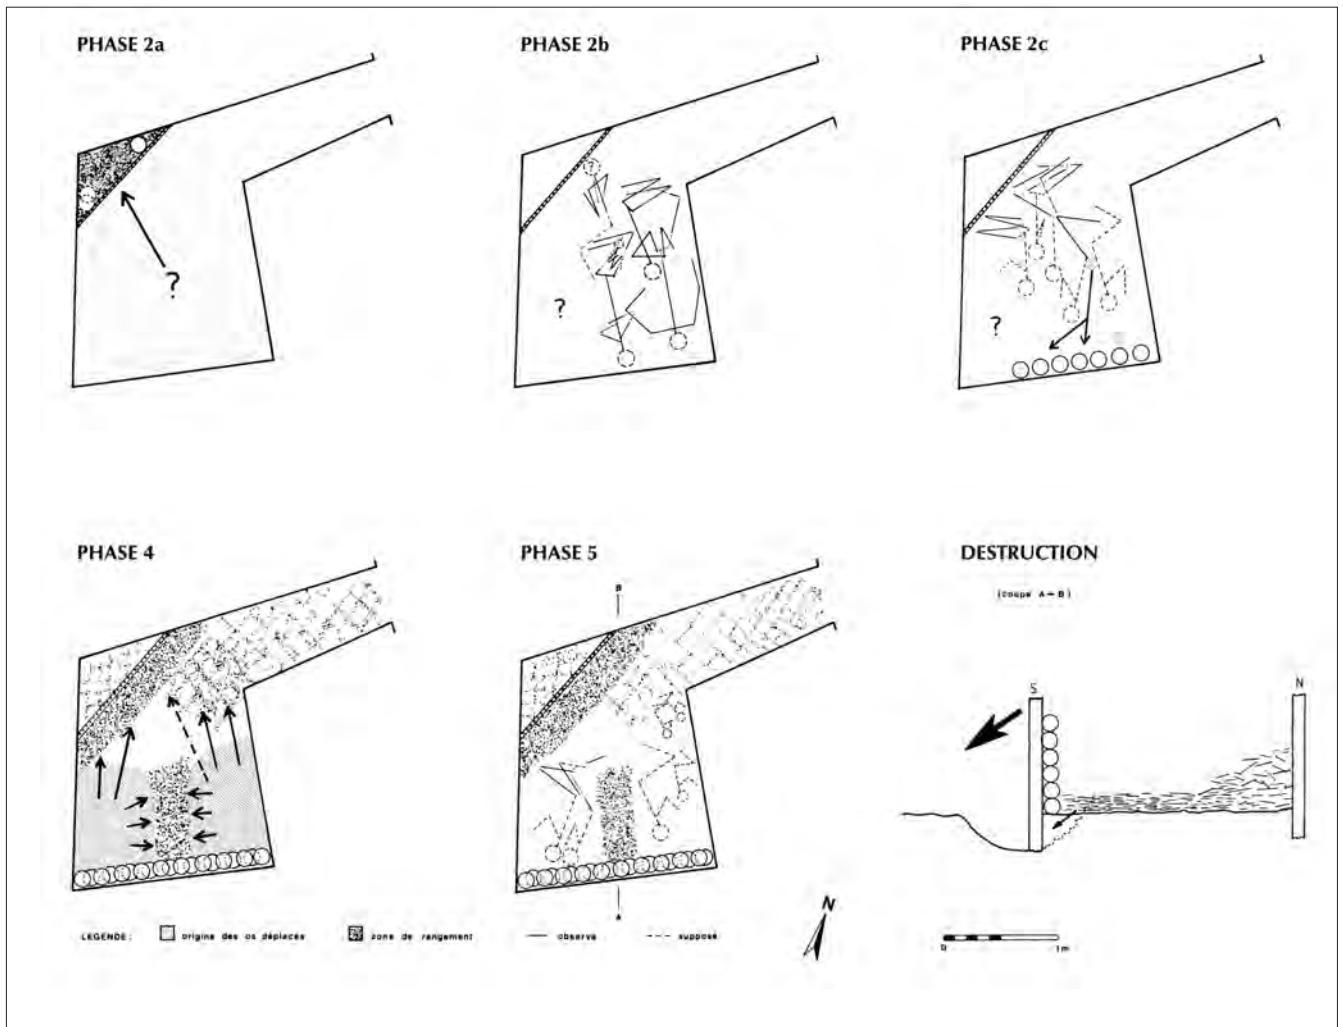 PHASE 2a
PHASE 2b
PHASE 2c
?
?
?
?
PHASE 4
PHASE 5
DESTRUCTION
(coupe A-B)
B
S
N
A
N
LEGENDE: origine des os déplacés zone de rangement observé supposé
0 1m